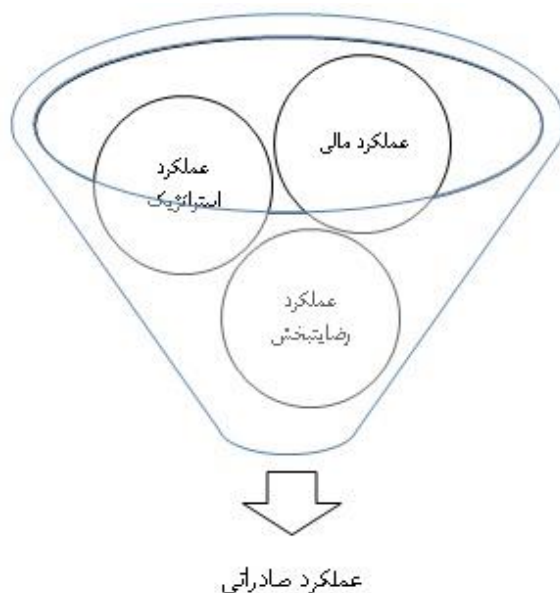 عملکرد مالی
عملکرد
استراتژیک
عملکرد
رضایتبخش
عملکرد صادراتی